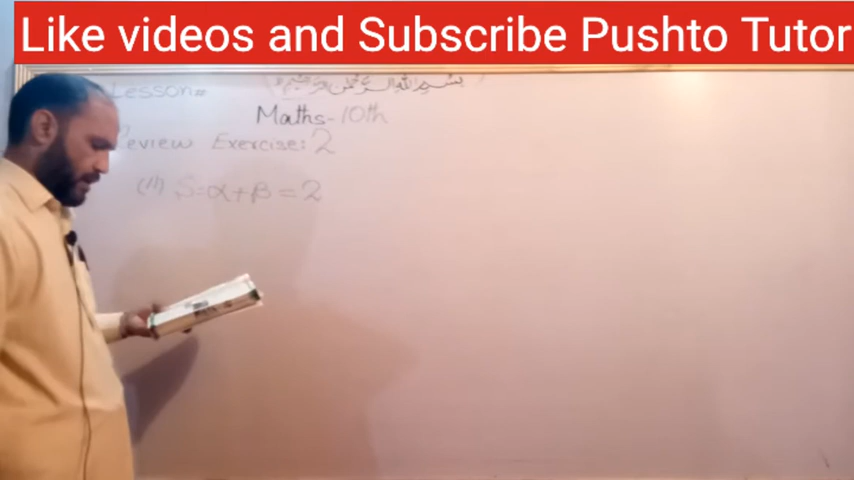 Like videos and Subscribe Pushto Tutor
Lesson#
بسم الله الرحمن الرحيم
Maths-10th
Review Exercise: 2
(ii) S=α+β=2